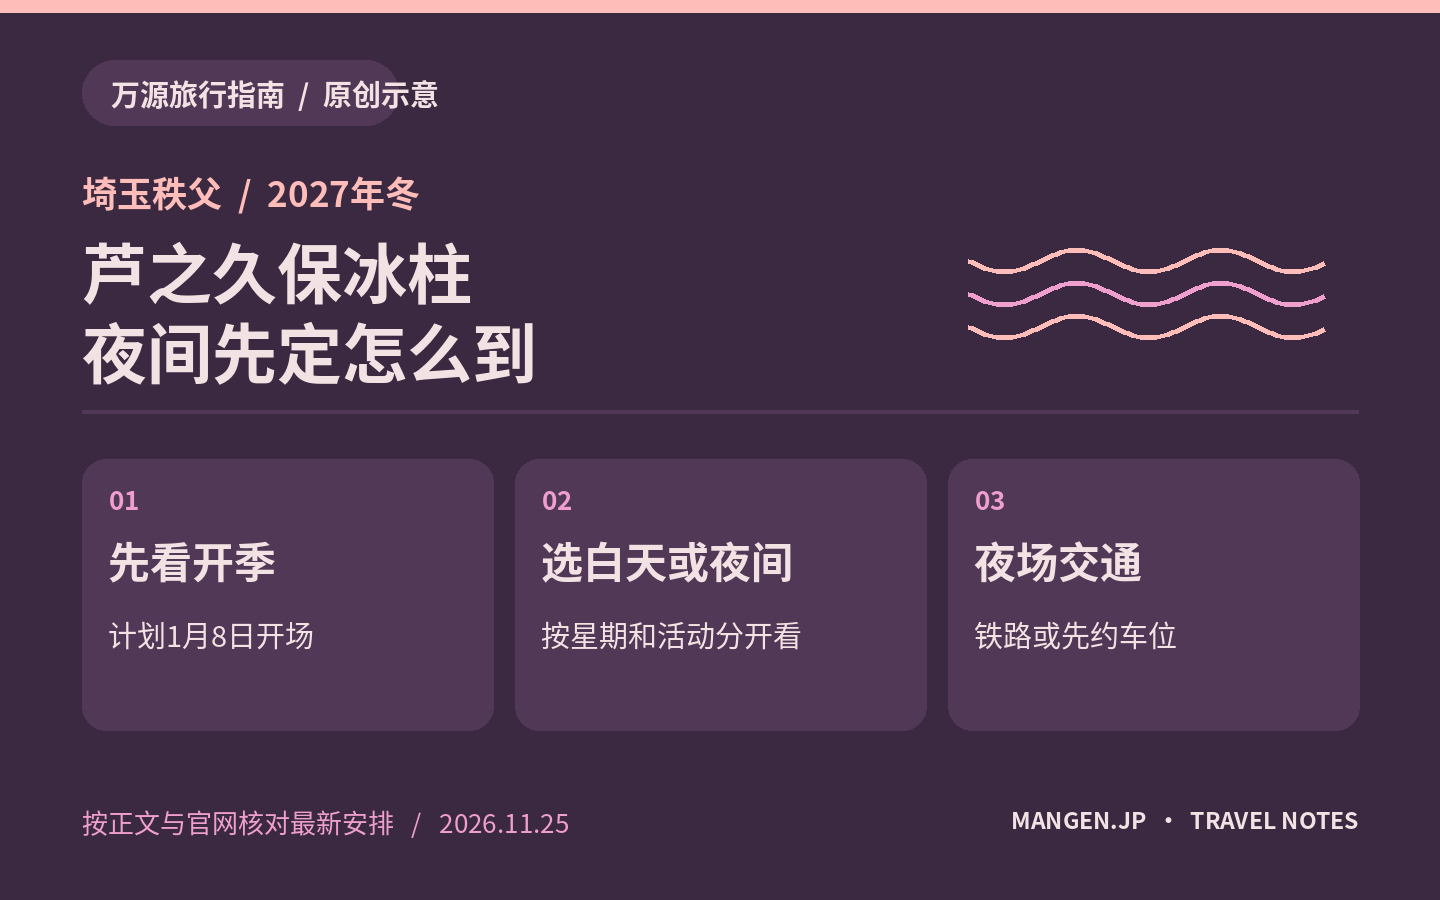 万源旅行指南 / 原创示意
埼玉秩父 / 2027年冬
芦之久保冰柱
夜间先定怎么到
01
先看开季
计划1月8日开场
02
选白天或夜间
按星期和活动分开看
03
夜场交通
铁路或先约车位
按正文与官网核对最新安排 / 2026.11.25
MANGEN.JP • TRAVEL NOTES